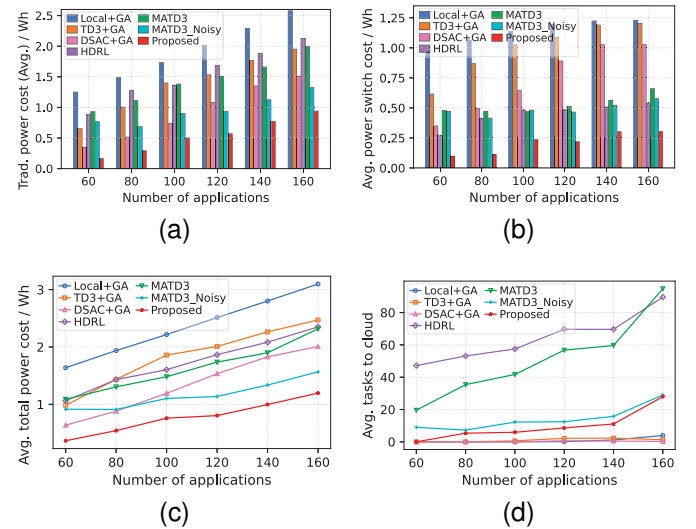 Trad. power cost (Avg.) / Wh
2.5
2.0
1.5
1.0
0.5
0.0
Local+GA
TD3+GA
DSAC+GA
HDRL
MATD3
MATD3_Noisy
Proposed
60 80 100 120 140 160
Number of applications
(a)
Avg. power switch cost / Wh
1.25
1.00
0.75
0.50
0.25
0.00
Local+GA
TD3+GA
DSAC+GA
HDRL
MATD3
MATD3_Noisy
Proposed
60 80 100 120 140 160
Number of applications
(b)
Avg. total power cost / Wh
3
2
1
Local+GA
TD3+GA
DSAC+GA
HDRL
MATD3
MATD3_Noisy
Proposed
60 80 100 120 140 160
Number of applications
(c)
Avg. tasks to cloud
80
60
40
20
0
Local+GA
TD3+GA
DSAC+GA
HDRL
MATD3
MATD3_Noisy
Proposed
60 80 100 120 140 160
Number of applications
(d)